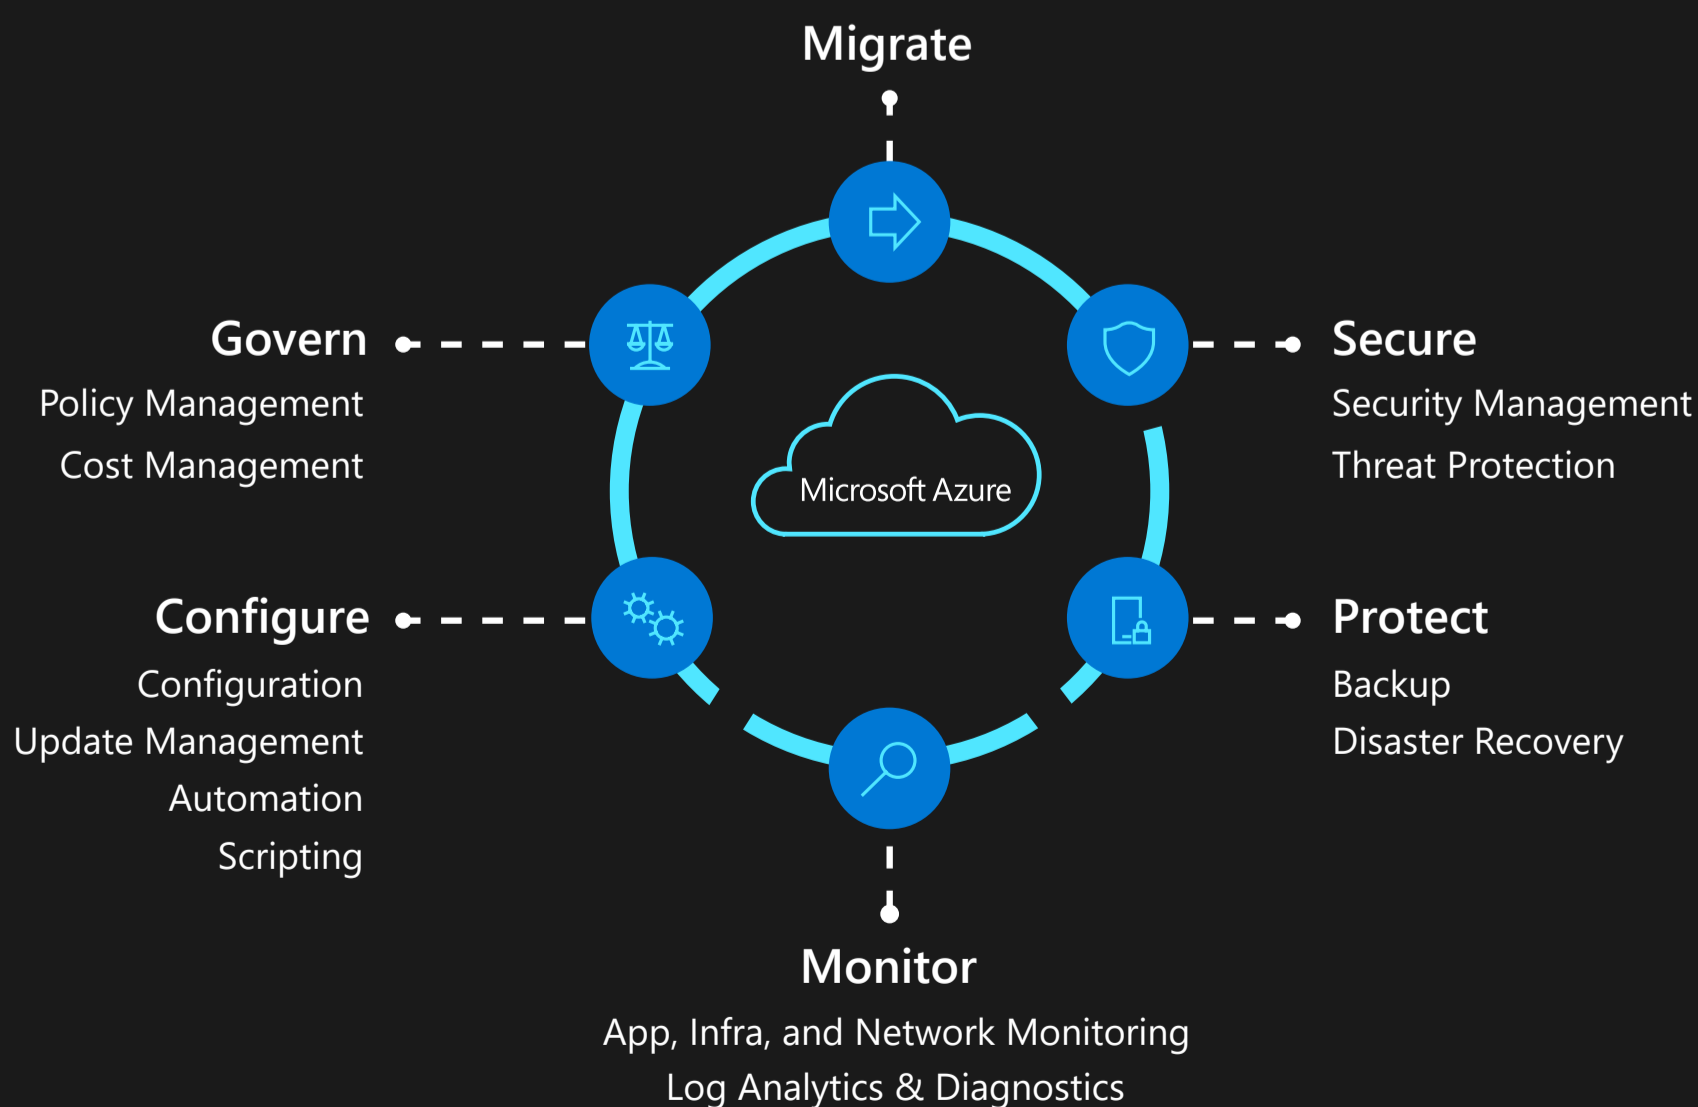 Migrate
Govern
Policy Management
Cost Management
Secure
Security Management
Threat Protection
Microsoft Azure
Configure
Configuration
Update Management
Automation
Scripting
Protect
Backup
Disaster Recovery
Monitor
App, Infra, and Network Monitoring
Log Analytics & Diagnostics